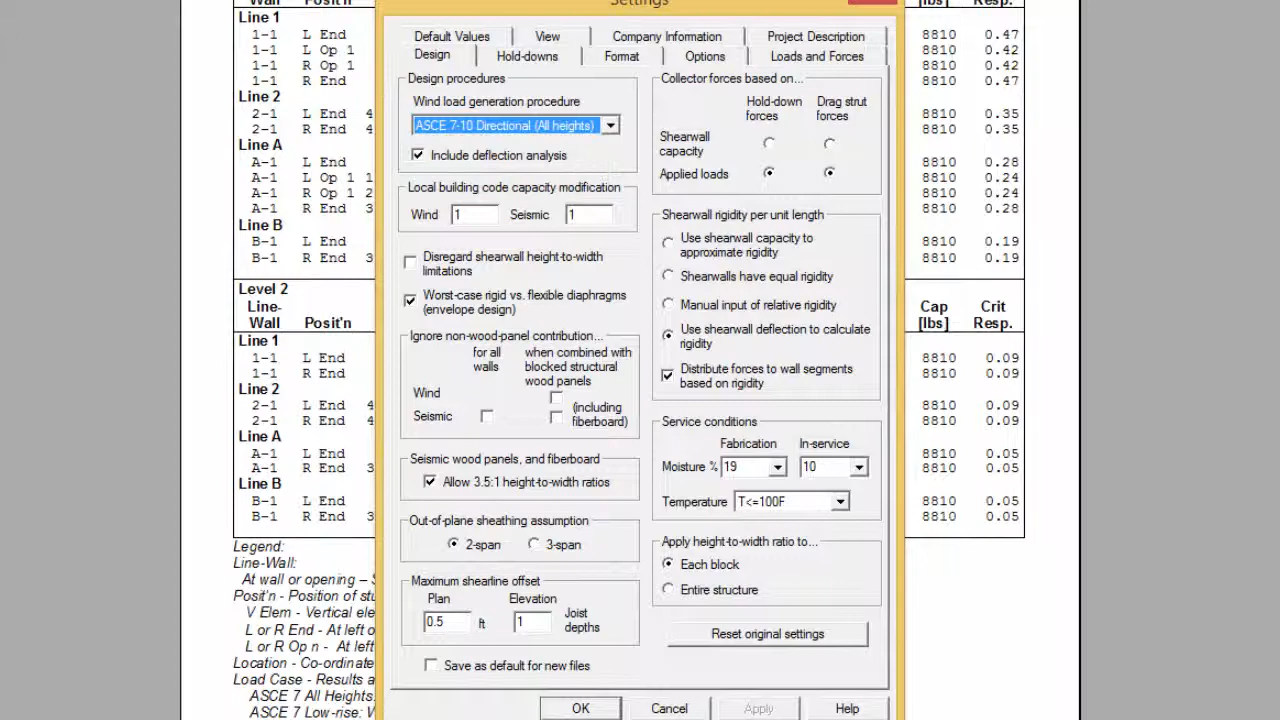 Settings
Wall Posit'n [lbs] Resp.
Line 1
1-1 L End 8810 0.47
1-1 L Op 1 8810 0.42
1-1 R Op 1 8810 0.42
1-1 R End 8810 0.47
Line 2
2-1 L End 4 8810 0.35
2-1 R End 4 8810 0.35
Line A
A-1 L End 8810 0.28
A-1 L Op 1 1 8810 0.24
A-1 R Op 1 2 8810 0.24
A-1 R End 3 8810 0.28
Line B
B-1 L End 8810 0.19
B-1 R End 3 8810 0.19
Level 2
Line- Cap Crit
Wall Posit'n [lbs] Resp.
Line 1
1-1 L End 8810 0.09
1-1 R End 8810 0.09
Line 2
2-1 L End 4 8810 0.09
2-1 R End 4 8810 0.09
Line A
A-1 L End 8810 0.05
A-1 R End 3 8810 0.05
Line B
B-1 L End 8810 0.05
B-1 R End 3 8810 0.05
Legend:
Line-Wall:
At wall or opening – S
Posit'n - Position of stu
V Elem - Vertical ele
L or R End - At left o
L or R Op n - At left
Location - Co-ordinate
Load Case - Results a
ASCE 7 All Heights:
ASCE 7 Low-rise: V
Default Values View Company Information Project Description
Design Hold-downs Format Options Loads and Forces
Design procedures
Wind load generation procedure
ASCE 7-10 Directional (All heights)
Include deflection analysis
Local building code capacity modification
Wind 1 Seismic 1
Disregard shearwall height-to-width
limitations
Worst-case rigid vs. flexible diaphragms
(envelope design)
Ignore non-wood-panel contribution...
for all
walls
when combined with
blocked structural
wood panels
Wind
Seismic
(including
fiberboard)
Seismic wood panels, and fiberboard
Allow 3.5:1 height-to-width ratios
Out-of-plane sheathing assumption
2-span 3-span
Maximum shearline offset
Plan Elevation
0.5 ft 1 Joist
depths
Save as default for new files
Collector forces based on...
Hold-down
forces
Drag strut
forces
Shearwall
capacity
Applied loads
Shearwall rigidity per unit length
Use shearwall capacity to
approximate rigidity
Shearwalls have equal rigidity
Manual input of relative rigidity
Use shearwall deflection to calculate
rigidity
Distribute forces to wall segments
based on rigidity
Service conditions
Fabrication In-service
Moisture % 19 10
Temperature T<=100F
Apply height-to-width ratio to...
Each block
Entire structure
Reset original settings
OK Cancel Apply Help